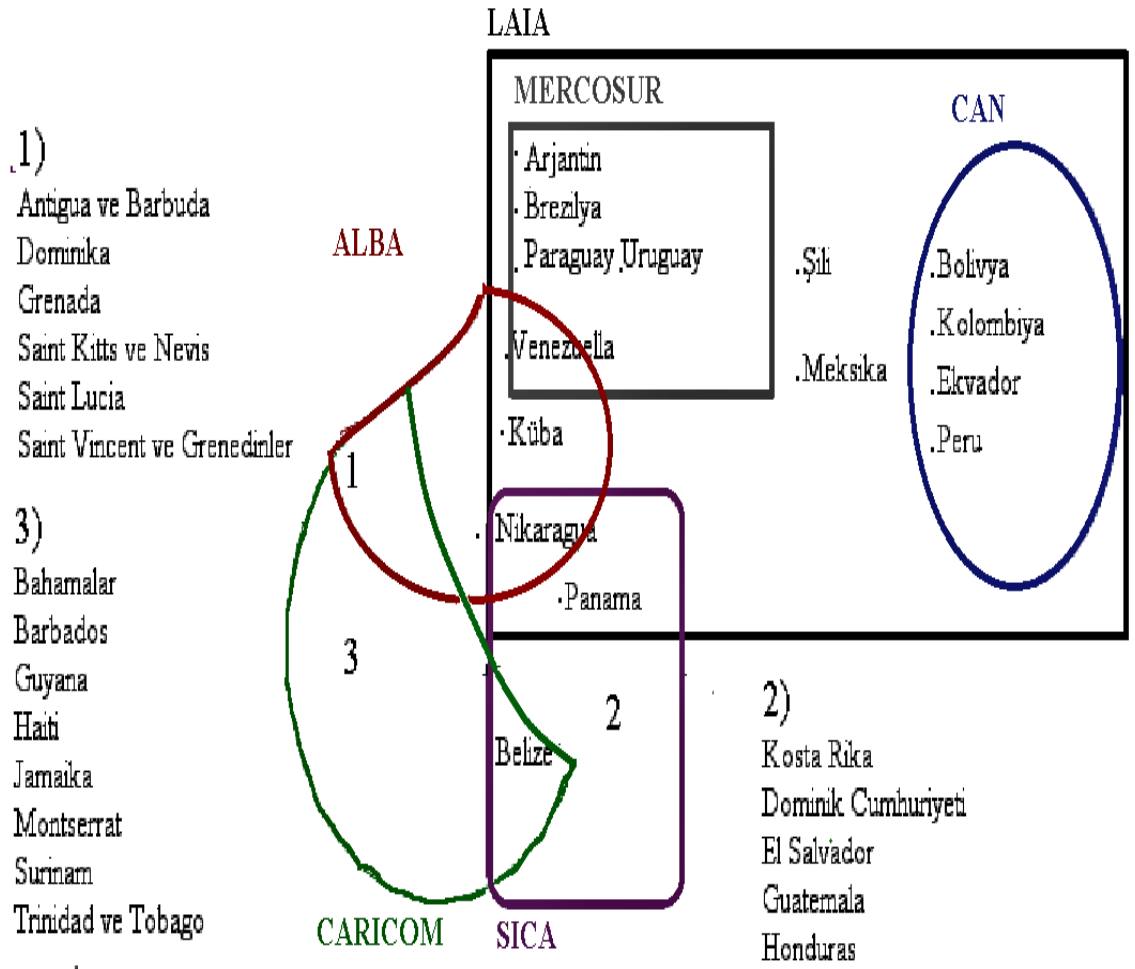 LAIA
MERCOSUR
CAN
1)
Antigua ve Barbuda
Dominika
Grenada
Saint Kitts ve Nevis
Saint Lucia
Saint Vincent ve Grenedinler
ALBA
.Arjantin
.Brezilya
.Paraguay .Uruguay
.Venezuella
.Şili
.Meksika
.Bolivya
.Kolombiya
.Ekvador
.Peru
.Küba
1
.Nikaragua
.Panama
3)
Bahamalar
Barbados
Guyana
Haiti
Jamaika
Montserrat
Surinam
Trinidad ve Tobago
3
2
Belize
2)
Kosta Rika
Dominik Cumhuriyeti
El Salvador
Guatemala
Honduras
CARICOM
SICA